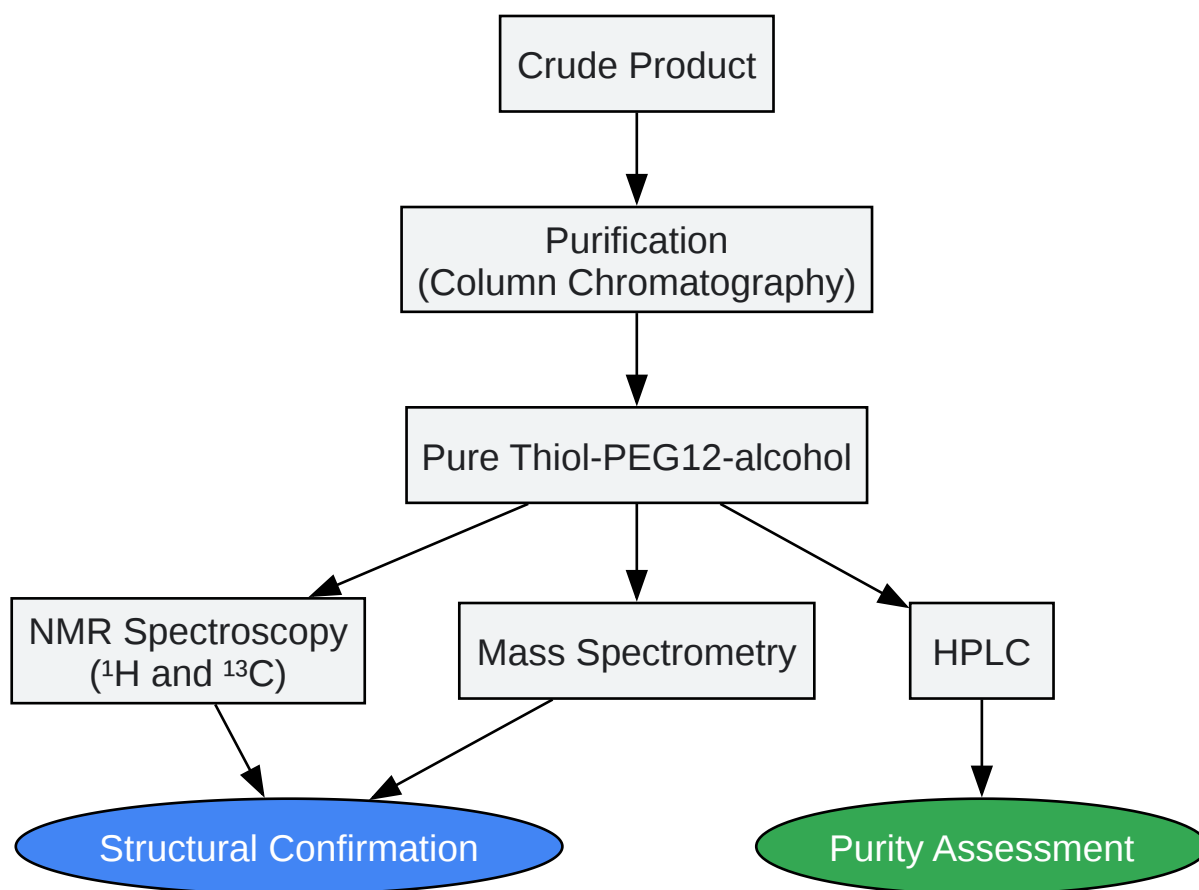 Crude Product
Purification
(Column Chromatography)
Pure Thiol-PEG12-alcohol
NMR Spectroscopy
(¹H and ¹³C)
Mass Spectrometry
HPLC
Structural Confirmation
Purity Assessment